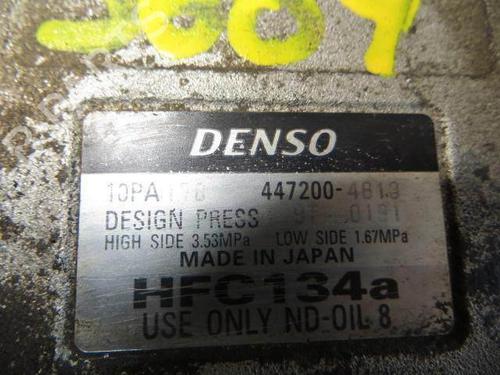 DENSO
447200-
DESIGN PRESS
HIGH SIDE 3.53MPa LOW SIDE 1.67MPa
MADE IN JAPAN
HFC134a
USE ONLY ND-OIL 8